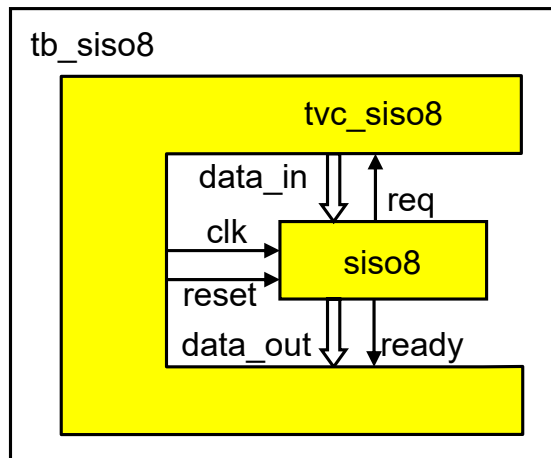 tb_siso8
tvc_siso8
data_in
req
clk
siso8
reset
data_out
ready